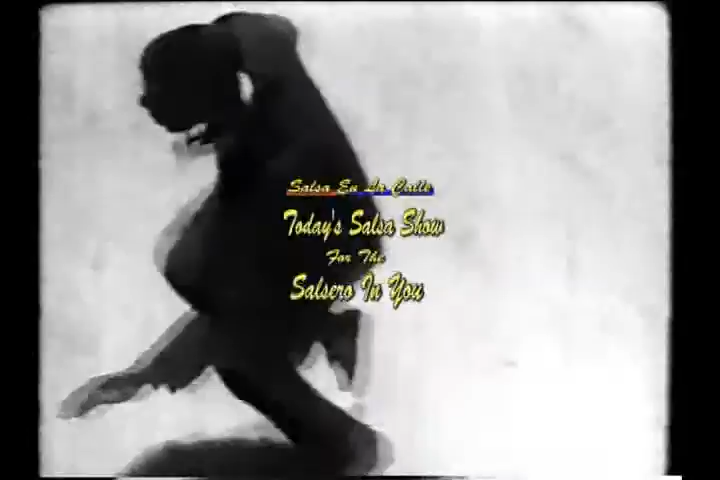 Salsa En La Calle
Today's Salsa Show
For The
Salsero In You